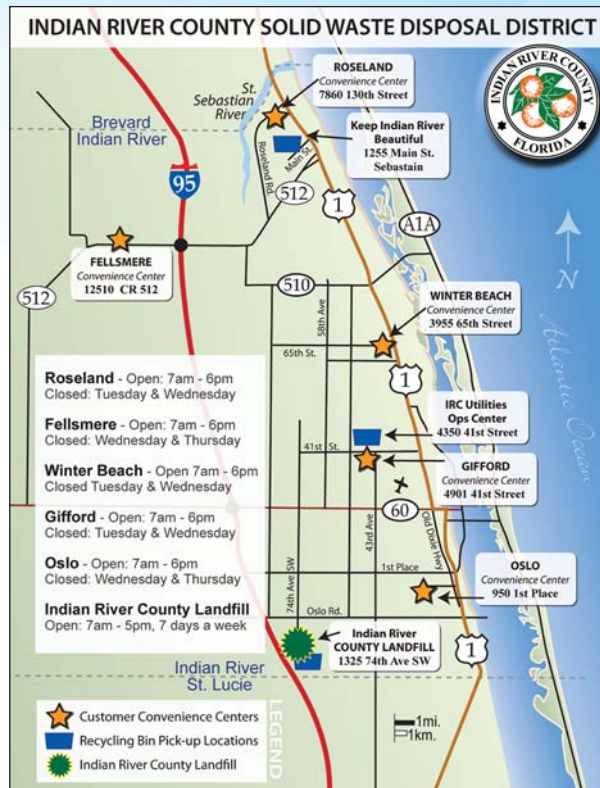 INDIAN RIVER COUNTY SOLID WASTE DISPOSAL DISTRICT
INDIAN RIVER COUNTY
FLORIDA
ROSELAND
Convenience Center
7860 130th Street
St.
Sebastian
River
Brevard
Indian River
Keep Indian River
Beautiful
1255 Main St.
Sebastain
Main St.
Roseland Rd.
95
512
1
A1A
N
FELLSMERE
Convenience Center
12510 CR 512
512
510
58th Ave
WINTER BEACH
Convenience Center
3955 65th Street
65th St.
1
Atlantic Ocean
Roseland - Open: 7am - 6pm
Closed: Tuesday & Wednesday
Fellsmere - Open: 7am - 6pm
Closed: Wednesday & Thursday
Winter Beach - Open 7am - 6pm
Closed Tuesday & Wednesday
Gifford - Open: 7am - 6pm
Closed: Tuesday & Wednesday
Oslo - Open: 7am - 6pm
Closed: Wednesday & Thursday
Indian River County Landfill
Open: 7am - 5pm, 7 days a week
IRC Utilities
Ops Center
4350 41st Street
41st St.
GIFFORD
Convenience Center
4901 41st Street
60
43rd Ave
Old Dixie Hwy
74th Ave SW
1st Place
OSLO
Convenience Center
950 1st Place
Oslo Rd.
Indian River
COUNTY LANDFILL
1325 74th Ave SW
1
Indian River
St. Lucie
LEGEND
Customer Convenience Centers
Recycling Bin Pick-up Locations
Indian River County Landfill
1mi.
1km.